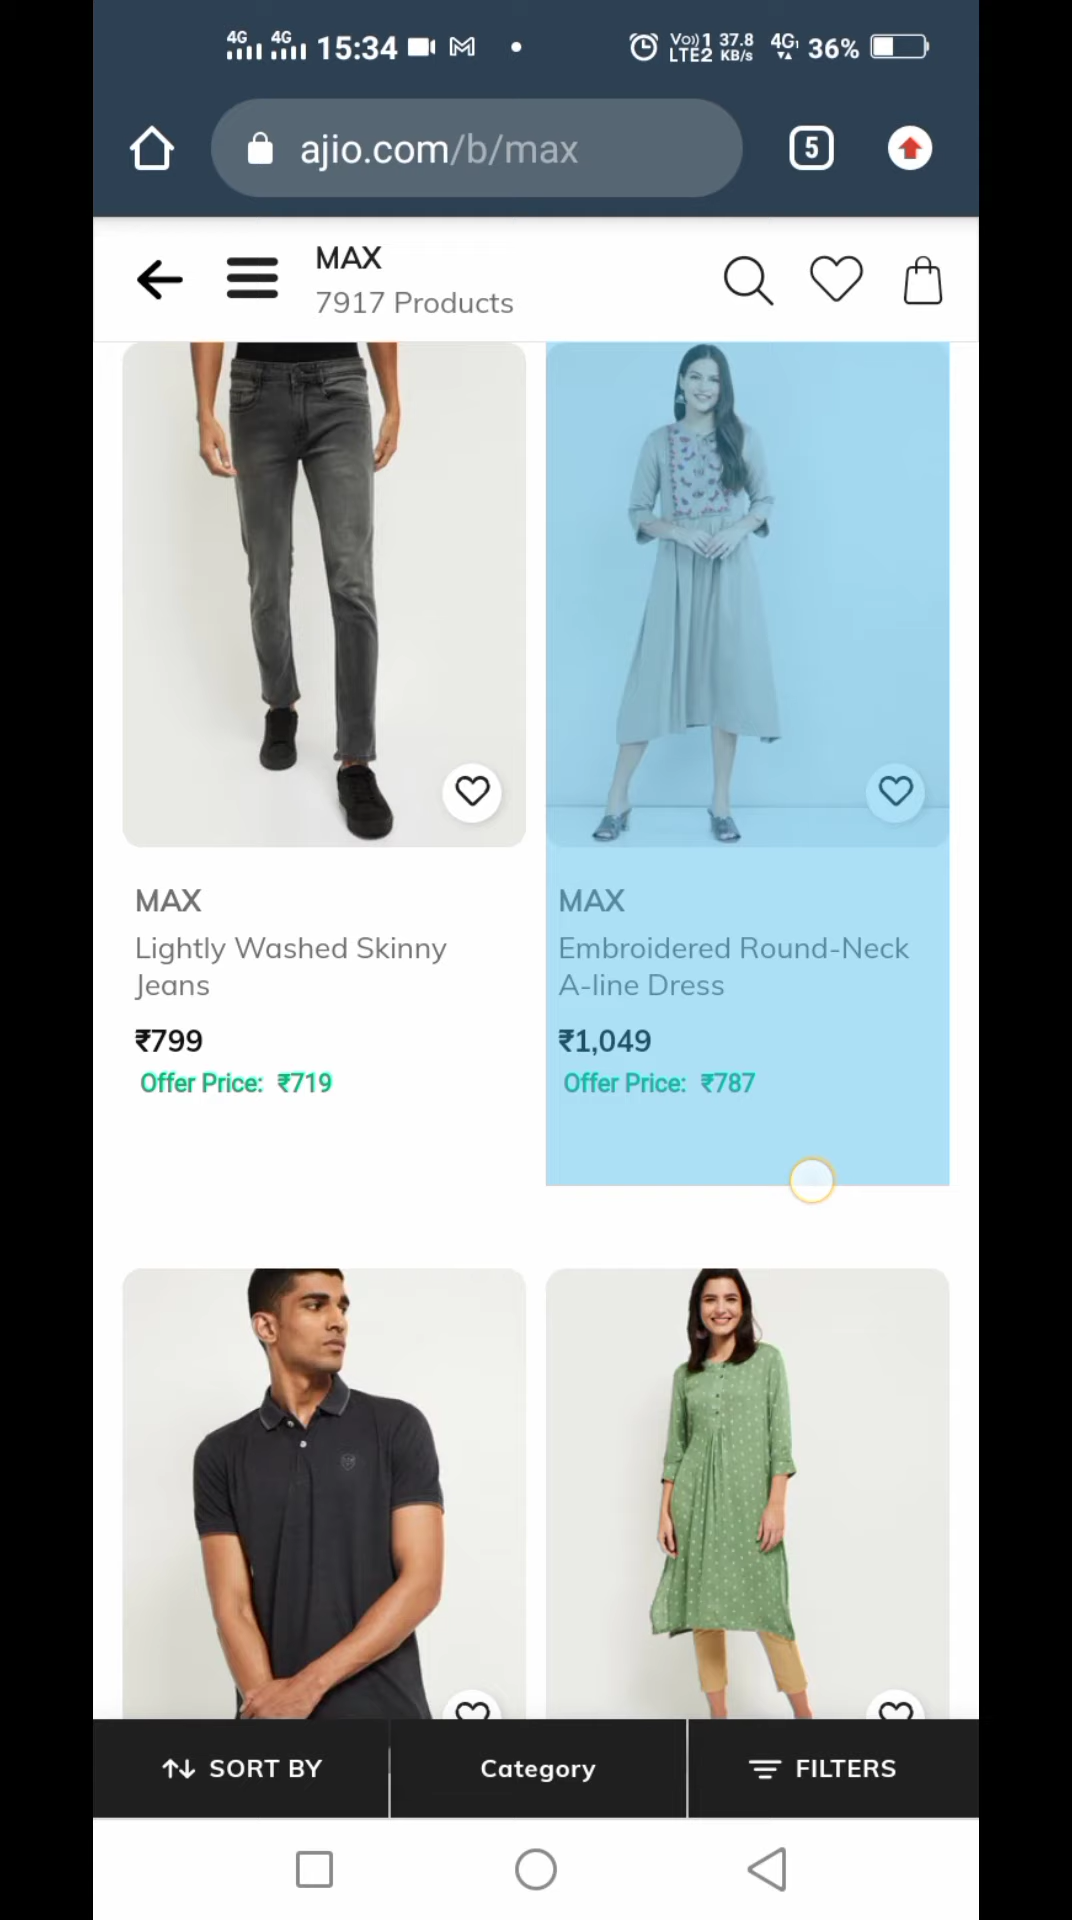 4G 4G 15:34 Vo)) 1 37.8 4G 36%
LTE2 KB/s
ajio.com/b/max 5
MAX
7917 Products
MAX
Lightly Washed Skinny
Jeans
₹799
Offer Price: ₹719
MAX
Embroidered Round-Neck
A-line Dress
₹1,049
Offer Price: ₹787
SORT BY Category FILTERS